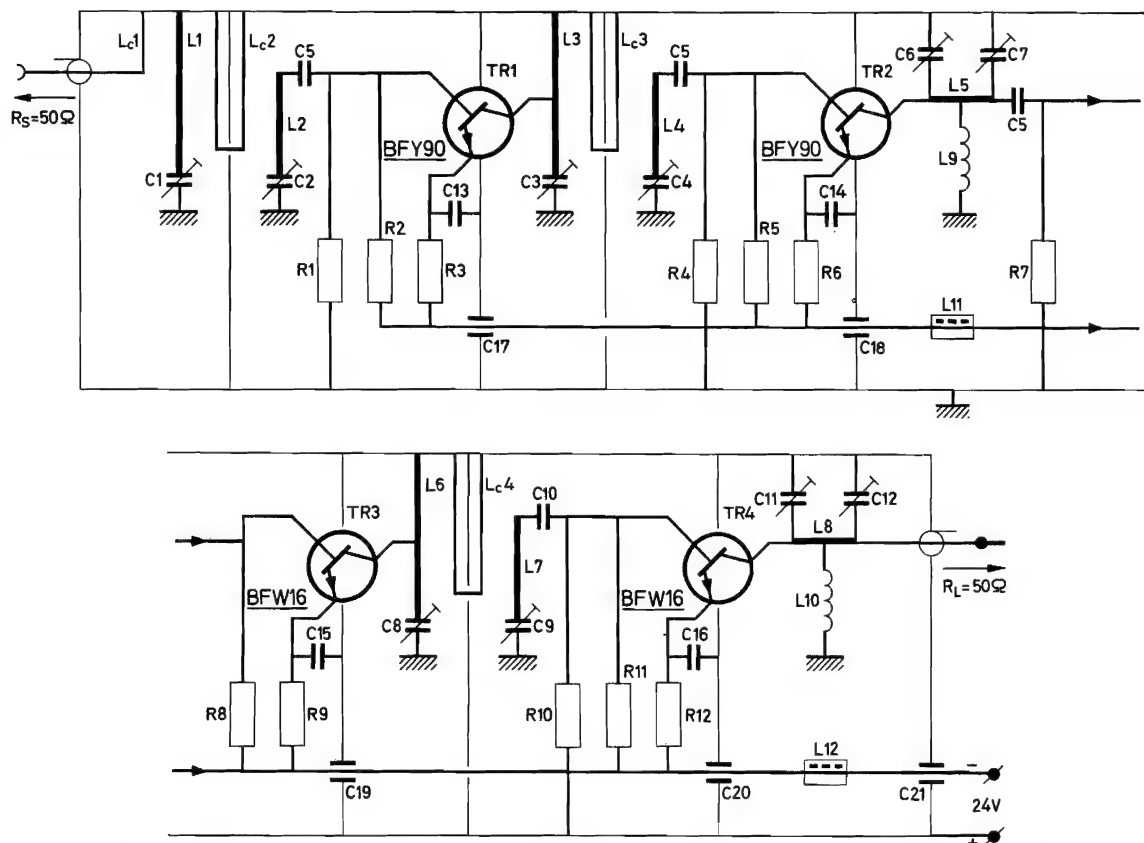 Lc1
L1
Lc2
C5
TR1
L3
Lc3
C5
TR2
C6
C7
L5
C5
RS=50Ω
L2
BFY90
L4
BFY90
L9
C1
C2
C13
C3
C4
C14
R1
R2
R3
R4
R5
R6
R7
L11
C17
C18
TR3
L6
Lc4
C10
TR4
C11
C12
L8
BFW16
L7
BFW16
L10
RL=50Ω
C15
C8
C9
C16
R8
R9
R10
R11
R12
L12
C19
C20
C21
-
24V
+